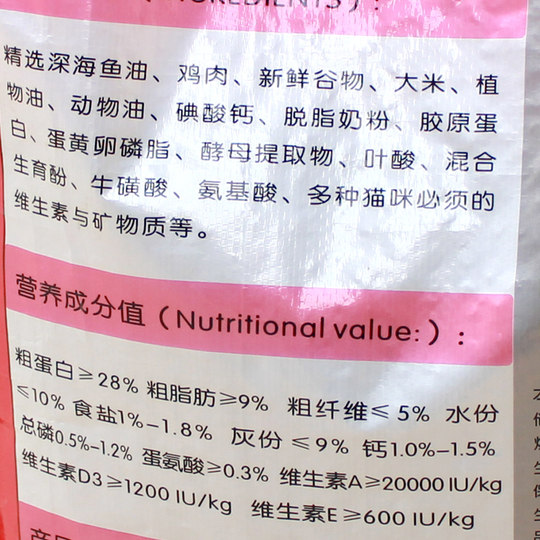 (INGREDIENTS):
精选深海鱼油、鸡肉、新鲜谷物、大米、植
物油、动物油、碘酸钙、脱脂奶粉、胶原蛋
白、蛋黄卵磷脂、酵母提取物、叶酸、混合
生育酚、牛磺酸、氨基酸、多种猫咪必须的
维生素与矿物质等。
营养成分值(Nutritional value:):
粗蛋白≥28% 粗脂肪≥9% 粗纤维≤5% 水份
≤10% 食盐1%-1.8% 灰份≤9% 钙1.0%-1.5%
总磷0.5%-1.2% 蛋氨酸≥0.3% 维生素A≥20000IU/kg
维生素D3≥1200 IU/kg 维生素E≥600 IU/kg